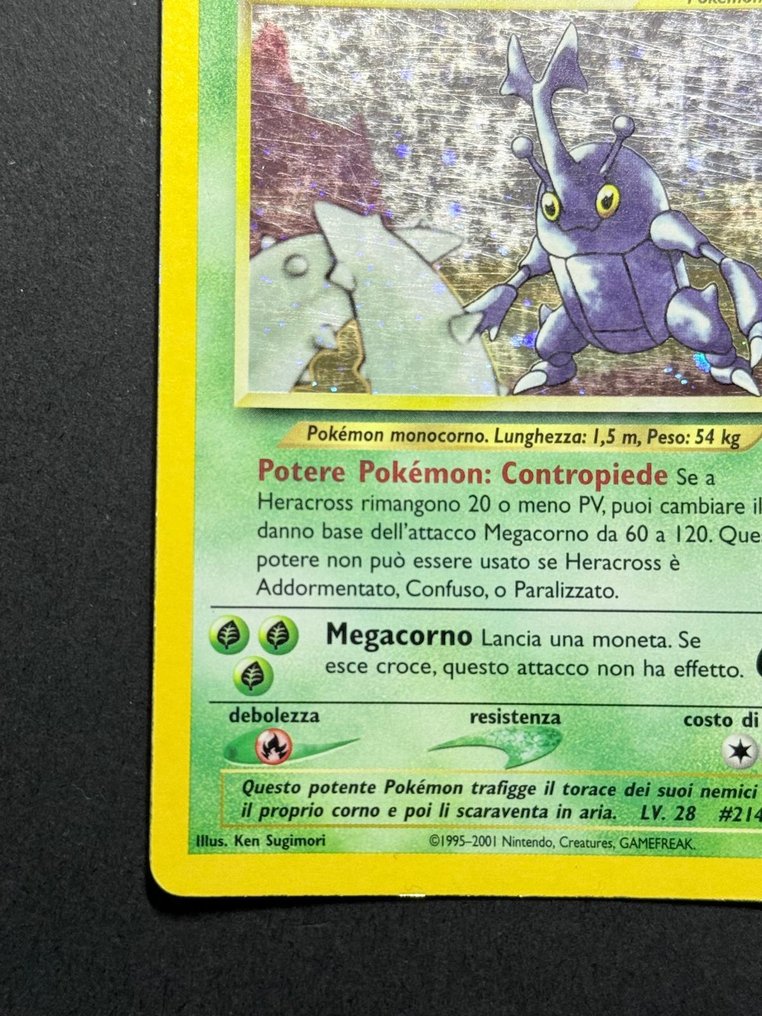 Pokémon monocorno. Lunghezza: 1,5 m, Peso: 54 kg
Potere Pokémon: Contropiede Se a
Heracross rimangono 20 o meno PV, puoi cambiare il
danno base dell'attacco Megacorno da 60 a 120. Que
potere non può essere usato se Heracross è
Addormentato, Confuso, o Paralizzato.
Megacorno Lancia una moneta. Se
esce croce, questo attacco non ha effetto.
debolezza resistenza costo di
Questo potente Pokémon trafigge il torace dei suoi nemici
il proprio corno e poi li scaraventa in aria. LV. 28 #214
Illus. Ken Sugimori ©1995–2001 Nintendo, Creatures, GAMEFREAK.